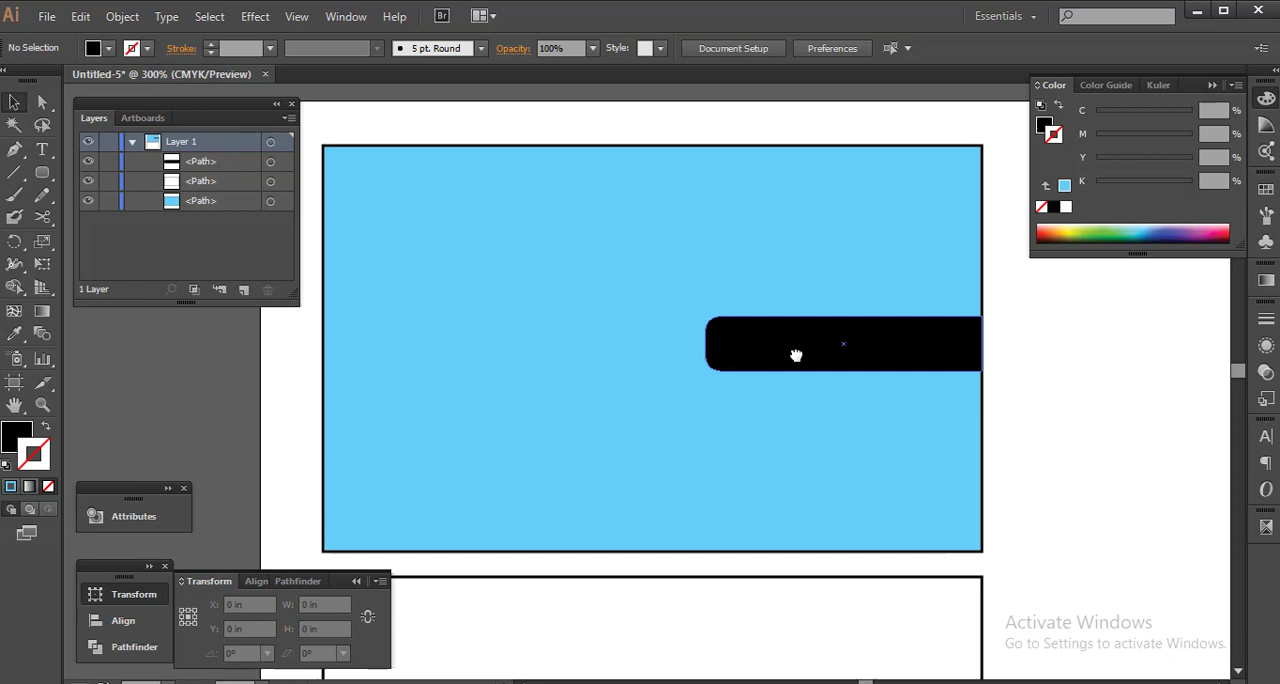 Ai File Edit Object Type Select Effect View Window Help Br Essentials
No Selection Stroke: 5 pt. Round Opacity: 100% Style: Document Setup Preferences
Untitled-5* @ 300% (CMYK/Preview) ×
Layers Artboards
Layer 1
<Path>
<Path>
<Path>
1 Layer
Color Color Guide Kuler
C %
M %
Y %
K %
Attributes
Transform
Align
Pathfinder
Transform Align Pathfinder
X: 0 in W: 0 in
Y: 0 in H: 0 in
0° 0°
Activate Windows
Go to Settings to activate Windows.